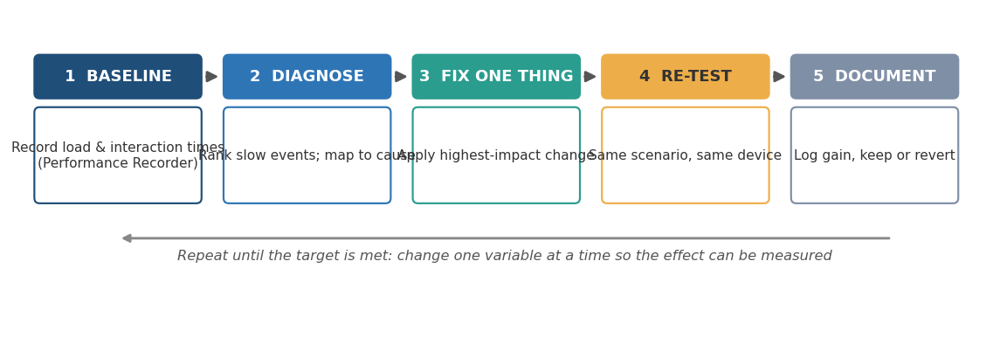 1  BASELINE
2  DIAGNOSE
3  FIX ONE THING
4  RE-TEST
5  DOCUMENT
Record load & interaction times
(Performance Recorder)
Rank slow events; map to cause
Apply highest-impact change
Same scenario, same device
Log gain, keep or revert
Repeat until the target is met: change one variable at a time so the effect can be measured